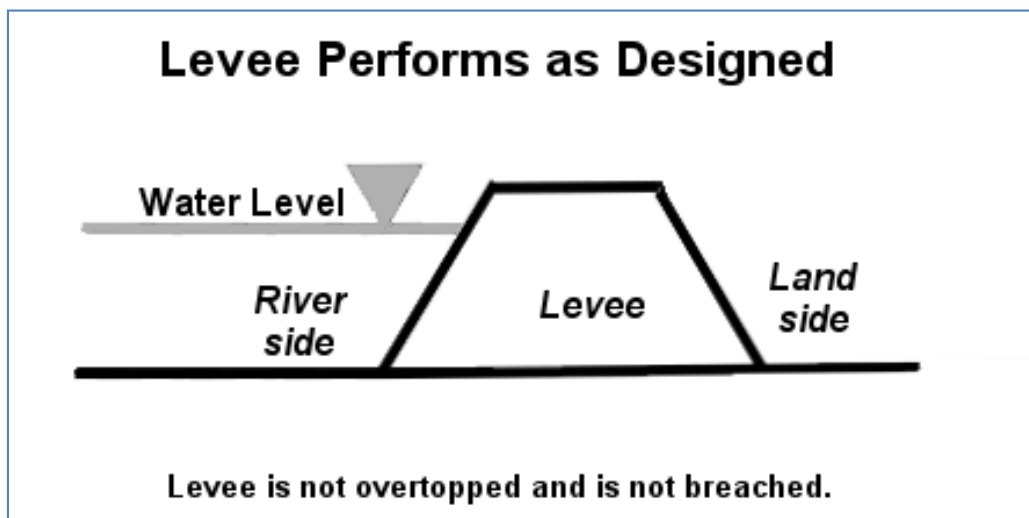 Levee Performs as Designed
Water Level
River
side
Levee
Land
side
Levee is not overtopped and is not breached.